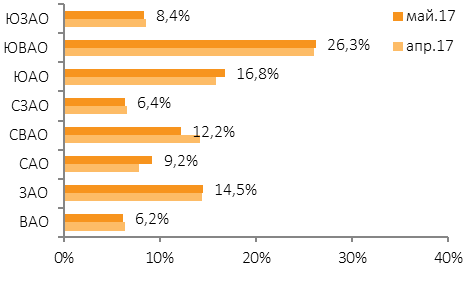 ЮЗАО 8,4% май.17
ЮВАО 26,3% апр.17
ЮАО 16,8%
СЗАО 6,4%
СВАО 12,2%
САО 9,2%
ЗАО 14,5%
ВАО 6,2%
0% 10% 20% 30% 40%